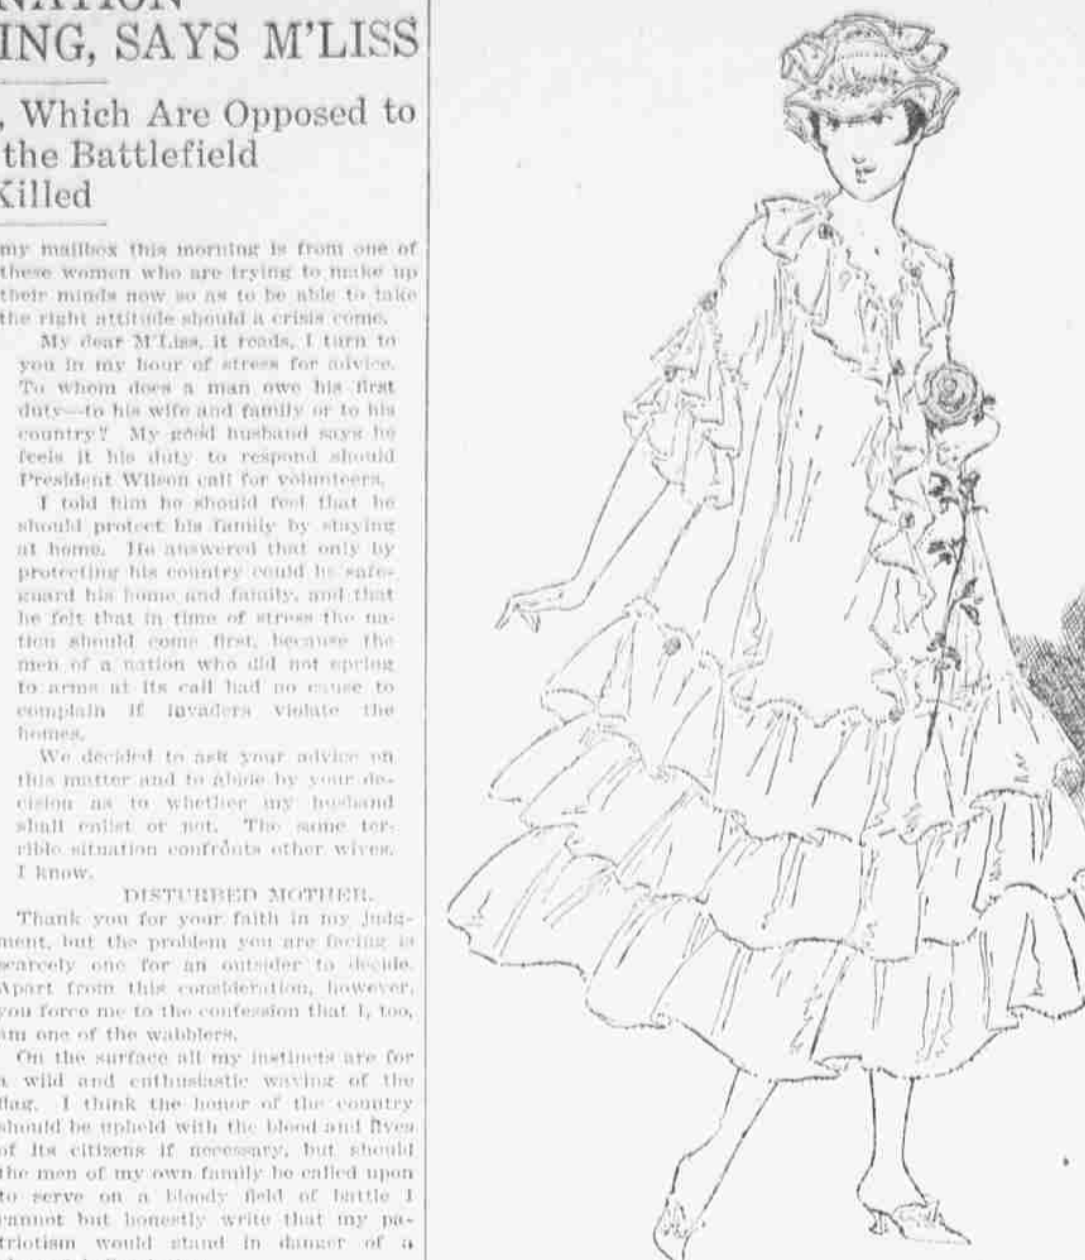 NATION
ING, SAYS M'LISS
, Which Are Opposed to
the Battlefield
Killed
my mailbox this morning is from one of
these women who are trying to make up
their minds now so as to be able to take
the right attitude should a crisis come.
My dear M'Liss, it reads, I turn to
you in my hour of stress for advice.
To whom does a man owe his first
duty—to his wife and family or to his
country? My good husband says he
feels it his duty to respond should
President Wilson call for volunteers.
I told him he should feel that he
should protect his family by staying
at home. He answered that only by
protecting his country could he safe-
guard his home and family, and that
he felt that in time of stress the na-
tion should come first, because the
men of a nation who did not spring
to arms at its call had no cause to
complain if invaders violate the
homes.
We decided to ask your advice on
this matter and to abide by your de-
cision as to whether my husband
shall enlist or not. The same ter-
rible situation confronts other wives,
I know.
DISTURBED MOTHER.
Thank you for your faith in my judg-
ment, but the problem you are facing is
scarcely one for an outsider to decide.
Apart from this consideration, however,
you force me to the confession that I, too,
am one of the wabblers.
On the surface all my instincts are for
a wild and enthusiastic waving of the
flag. I think the honor of the country
should be upheld with the blood and lives
of its citizens if necessary, but should
the men of my own family be called upon
to serve on a bloody field of battle I
cannot but honestly write that my pa-
triotism would stand in danger of a